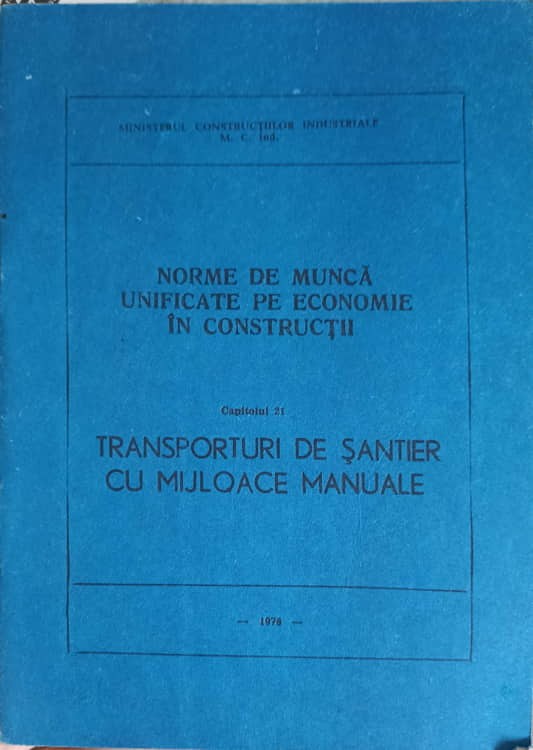 MINISTERUL CONSTRUCȚIILOR INDUSTRIALE
M. C. Ind.
NORME DE MUNCĂ
UNIFICATE PE ECONOMIE
ÎN CONSTRUCȚII
Capitolul 21
TRANSPORTURI DE ȘANTIER
CU MIJLOACE MANUALE
— 1978 —